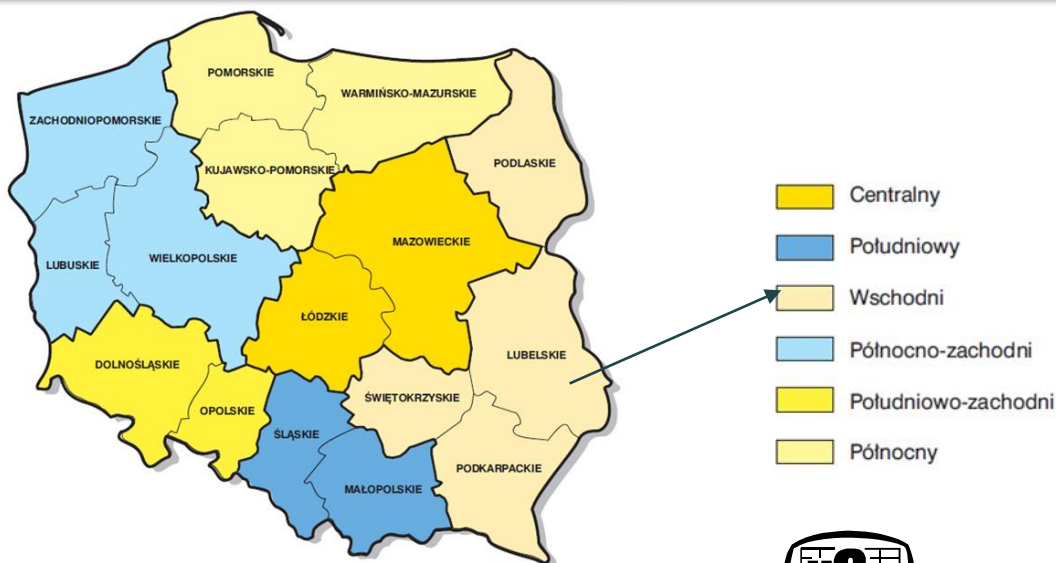 POMORSKIE
WARMIŃSKO-MAZURSKIE
ZACHODNIOPOMORSKIE
KUJAWSKO-POMORSKIE
PODLASKIE
MAZOWIECKIE
WIELKOPOLSKIE
LUBUSKIE
ŁÓDZKIE
LUBELSKIE
DOLNOŚLĄSKIE
ŚWIĘTOKRZYSKIE
OPOLSKIE
ŚLĄSKIE
PODKARPACKIE
MAŁOPOLSKIE
Centralny
Południowy
Wschodni
Północno-zachodni
Południowo-zachodni
Północny